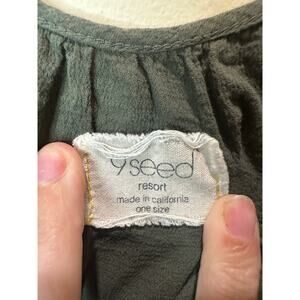 9seed
resort
made in california
one size